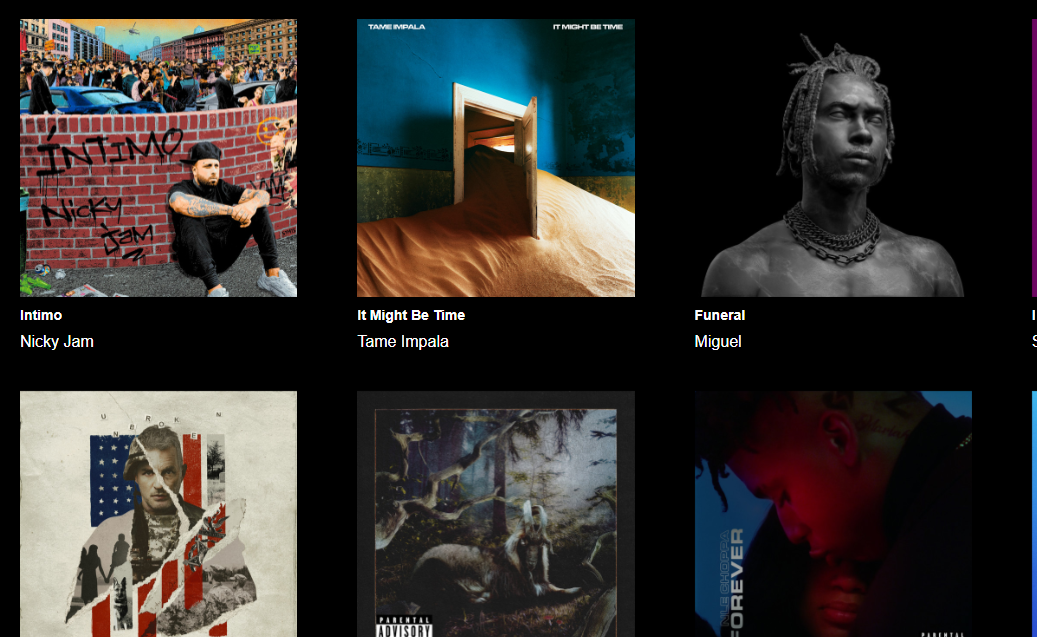 TAME IMPALA IT MIGHT BE TIME
ÍNTIMO
Nicky
Jam
Intimo
Nicky Jam
It Might Be Time
Tame Impala
Funeral
Miguel
I
S
U N B R O K E N
NLE CHOPPA
FOREVER
PARENTAL
ADVISORY
PARENTAL